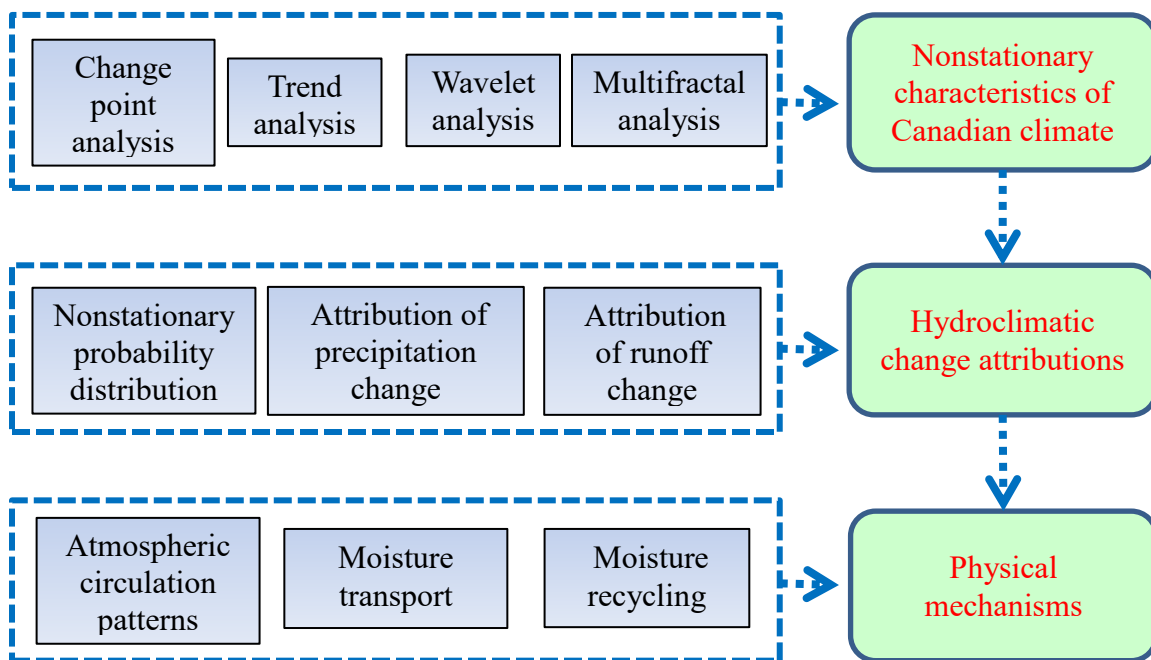 Change
point
analysis
Trend
analysis
Wavelet
analysis
Multifractal
analysis
Nonstationary
characteristics of
Canadian climate
Nonstationary
probability
distribution
Attribution of
precipitation
change
Attribution
of runoff
change
Hydroclimatic
change attributions
Atmospheric
circulation
patterns
Moisture
transport
Moisture
recycling
Physical
mechanisms